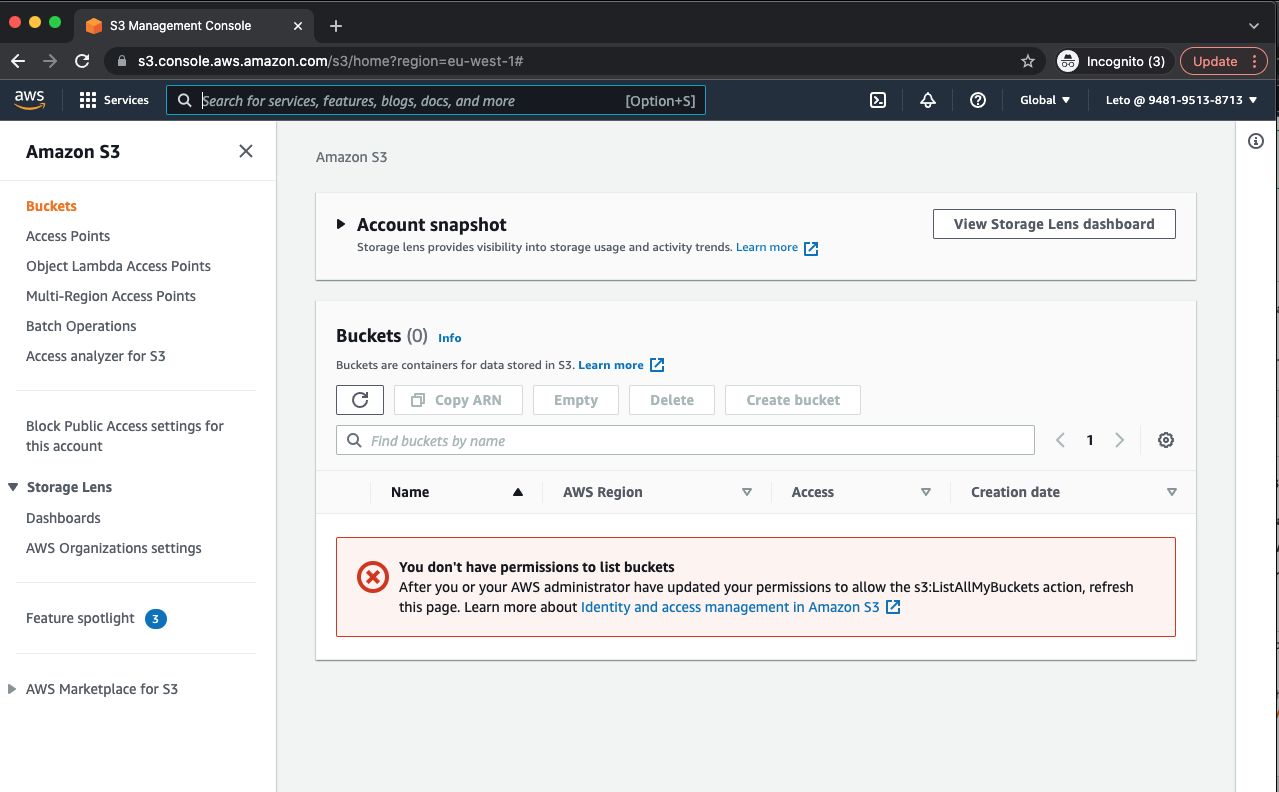 S3 Management Console
s3.console.aws.amazon.com/s3/home?region=eu-west-1#
Incognito (3)
Update
aws
Services
Search for services, features, blogs, docs, and more
[Option+S]
Global
Leto @ 9481-9513-8713
Amazon S3
Buckets
Access Points
Object Lambda Access Points
Multi-Region Access Points
Batch Operations
Access analyzer for S3
Block Public Access settings for
this account
Storage Lens
Dashboards
AWS Organizations settings
Feature spotlight 3
AWS Marketplace for S3
Amazon S3
Account snapshot
Storage lens provides visibility into storage usage and activity trends. Learn more
View Storage Lens dashboard
Buckets (0) Info
Buckets are containers for data stored in S3. Learn more
Copy ARN
Empty
Delete
Create bucket
Find buckets by name
1
Name
AWS Region
Access
Creation date
You don't have permissions to list buckets
After you or your AWS administrator have updated your permissions to allow the s3:ListAllMyBuckets action, refresh
this page. Learn more about Identity and access management in Amazon S3